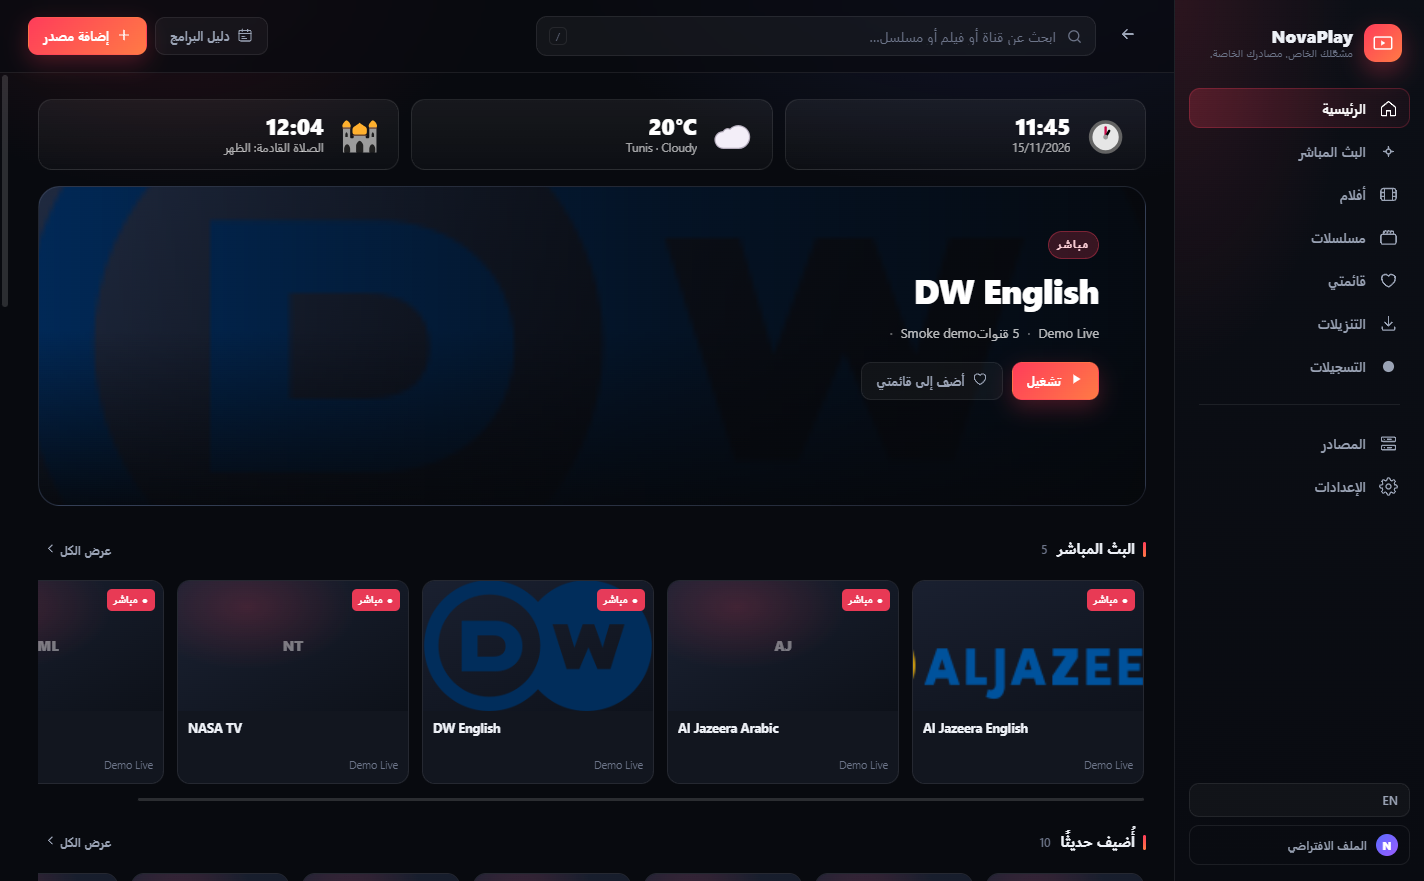 NovaPlay
مشغّلك الخاص، مصادرك الخاصة.
الرئيسية
البث المباشر
أفلام
مسلسلات
قائمتي
التنزيلات
التسجيلات
المصادر
الإعدادات
EN
الملف الافتراضي
N
ابحث عن قناة أو فيلم أو مسلسل...
/
دليل البرامج
إضافة مصدر
11:45
15/11/2026
20°C
Tunis · Cloudy
12:04
الصلاة القادمة: الظهر
مباشر
DW English
Demo Live · 5 قنوات Smoke demo ·
تشغيل
أضف إلى قائمتي
DW
البث المباشر 5
عرض الكل
مباشر
ALJAZEE
Al Jazeera English
Demo Live
مباشر
AJ
Al Jazeera Arabic
Demo Live
مباشر
DW
DW English
Demo Live
مباشر
NT
NASA TV
Demo Live
مباشر
ML
Demo Live
أُضيف حديثًا 10
عرض الكل